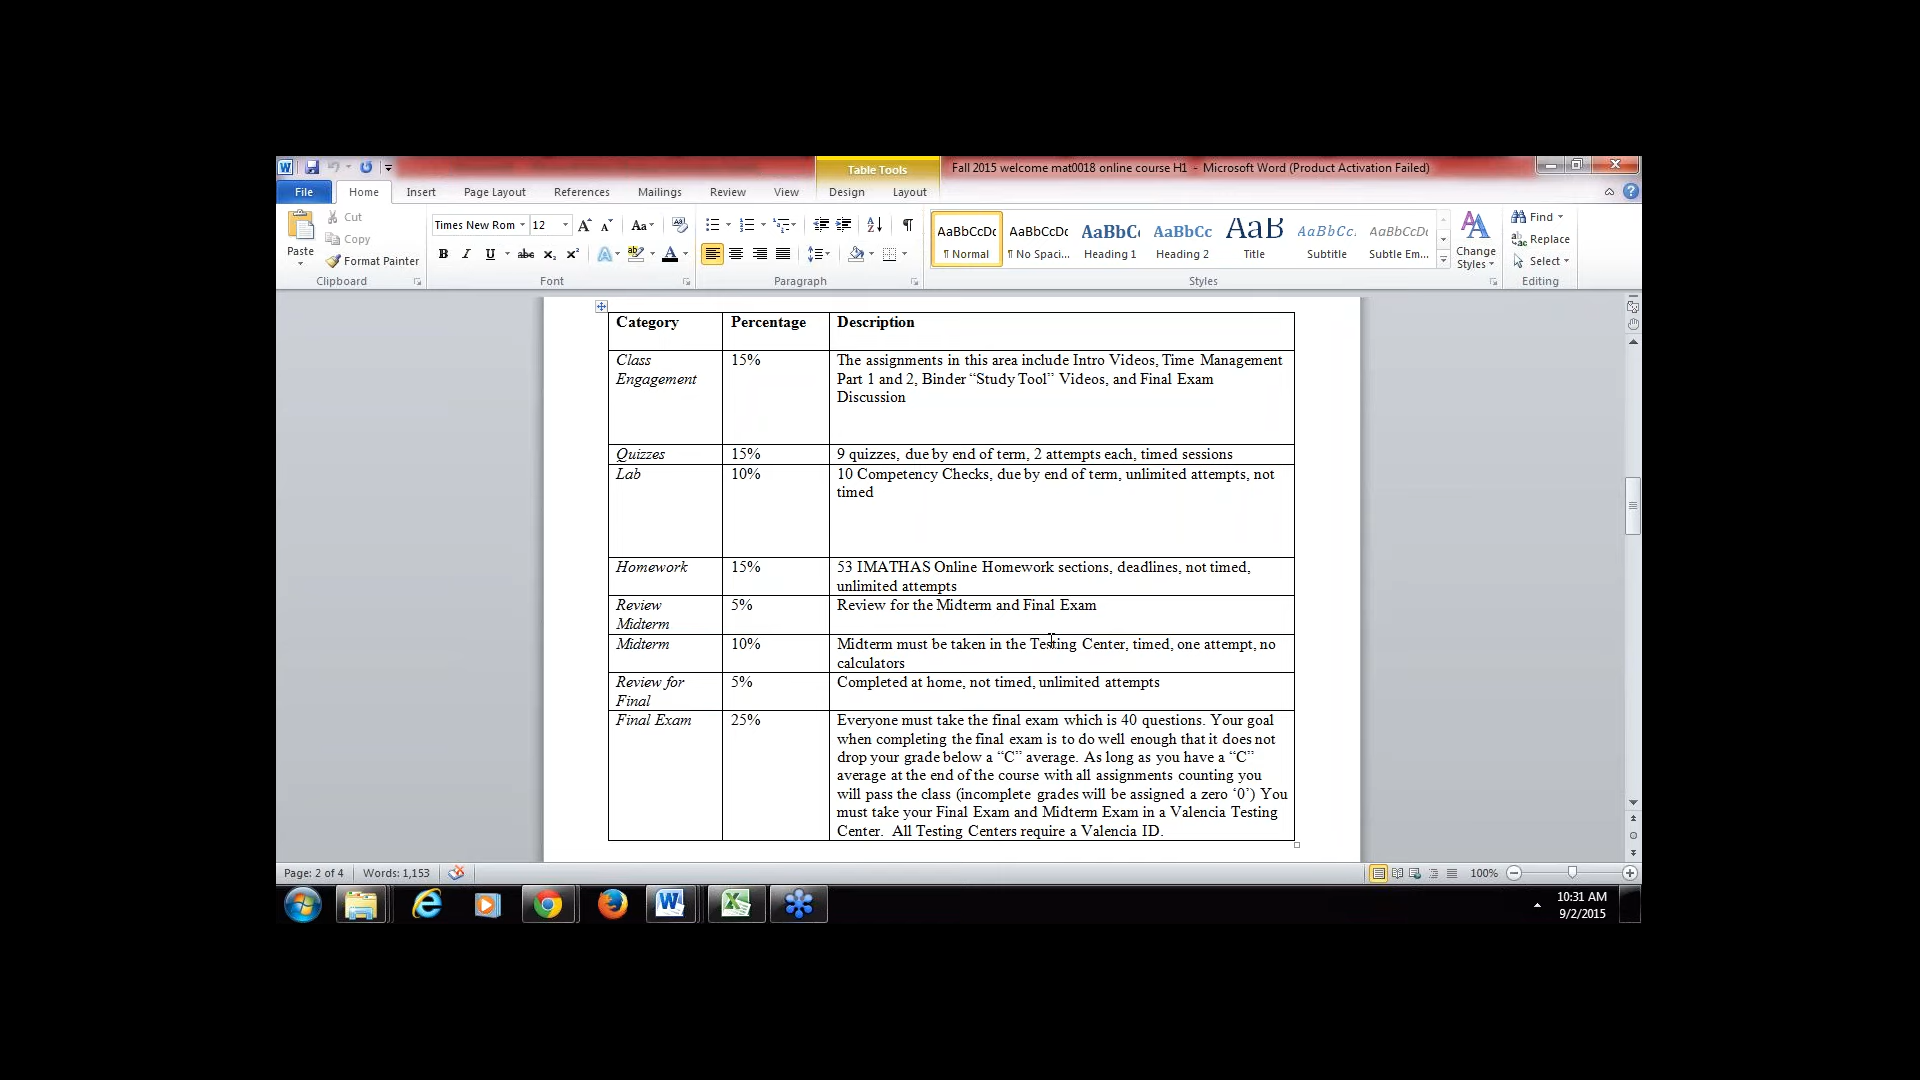 Table Tools
Fall 2015 welcome mat0018 online course H1 - Microsoft Word (Product Activation Failed)
File Home Insert Page Layout References Mailings Review View Design Layout
Paste
Cut
Copy
Format Painter
Clipboard
Times New Rom 12
Font
Paragraph
AaBbCcDc AaBbCcDc AaBbC AaBbCc AaB AaBbCc. AaBbCcDı
¶ Normal ¶ No Spaci... Heading 1 Heading 2 Title Subtitle Subtle Em...
Change
Styles
Styles
Find
Replace
Select
Editing
Category Percentage Description
Class
Engagement
15%
The assignments in this area include Intro Videos, Time Management
Part 1 and 2, Binder “Study Tool” Videos, and Final Exam
Discussion
Quizzes 15% 9 quizzes, due by end of term, 2 attempts each, timed sessions
Lab 10% 10 Competency Checks, due by end of term, unlimited attempts, not
timed
Homework 15% 53 IMATHAS Online Homework sections, deadlines, not timed,
unlimited attempts
Review
Midterm
5% Review for the Midterm and Final Exam
Midterm 10% Midterm must be taken in the Testing Center, timed, one attempt, no
calculators
Review for
Final
5% Completed at home, not timed, unlimited attempts
Final Exam 25% Everyone must take the final exam which is 40 questions. Your goal
when completing the final exam is to do well enough that it does not
drop your grade below a “C” average. As long as you have a “C”
average at the end of the course with all assignments counting you
will pass the class (incomplete grades will be assigned a zero ‘0’) You
must take your Final Exam and Midterm Exam in a Valencia Testing
Center. All Testing Centers require a Valencia ID.
Page: 2 of 4 Words: 1,153 100%
10:31 AM
9/2/2015